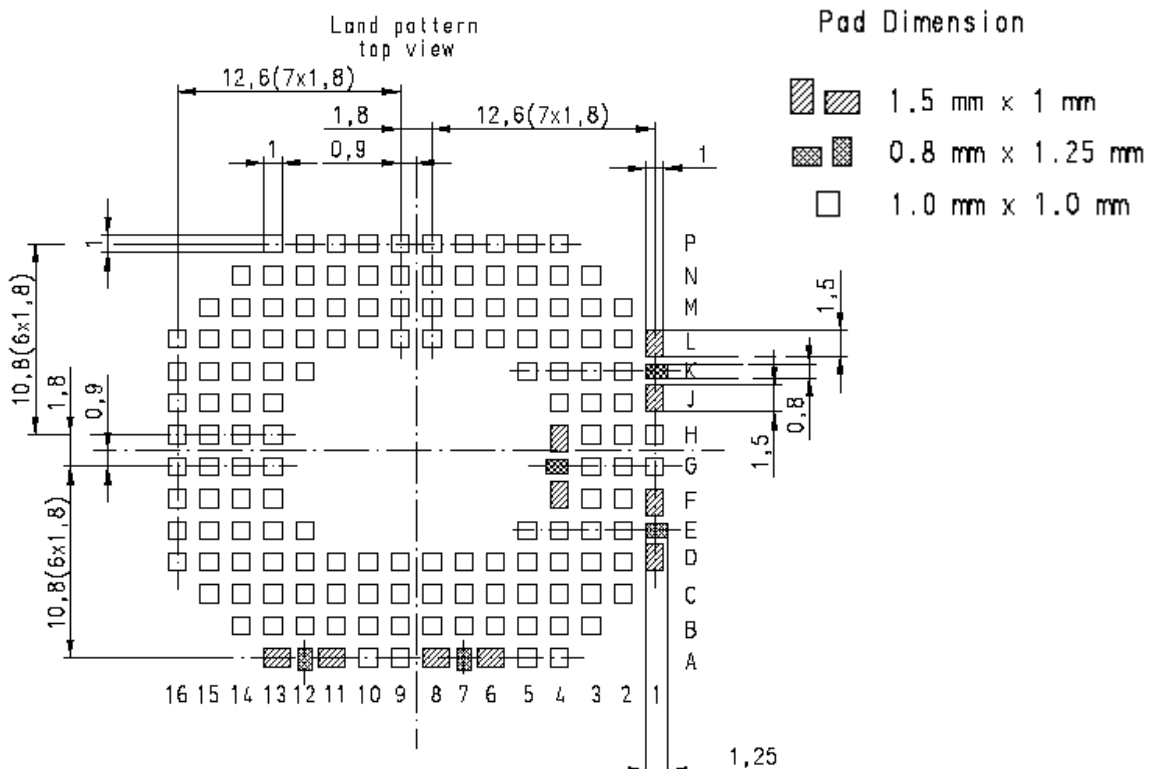 Land pattern
top view
Pad Dimension
1.5 mm x 1 mm
0.8 mm x 1.25 mm
1.0 mm x 1.0 mm
12,6(7x1,8)
1,8
12,6(7x1,8)
1
0,9
1
1
10,8(6x1,8)
1,8
0,9
10,8(6x1,8)
P
N
M
L
K
J
H
G
F
E
D
C
B
A
1,5
0,8
1,5
16 15 14 13 12 11 10 9 8 7 6 5 4 3 2 1
1,25